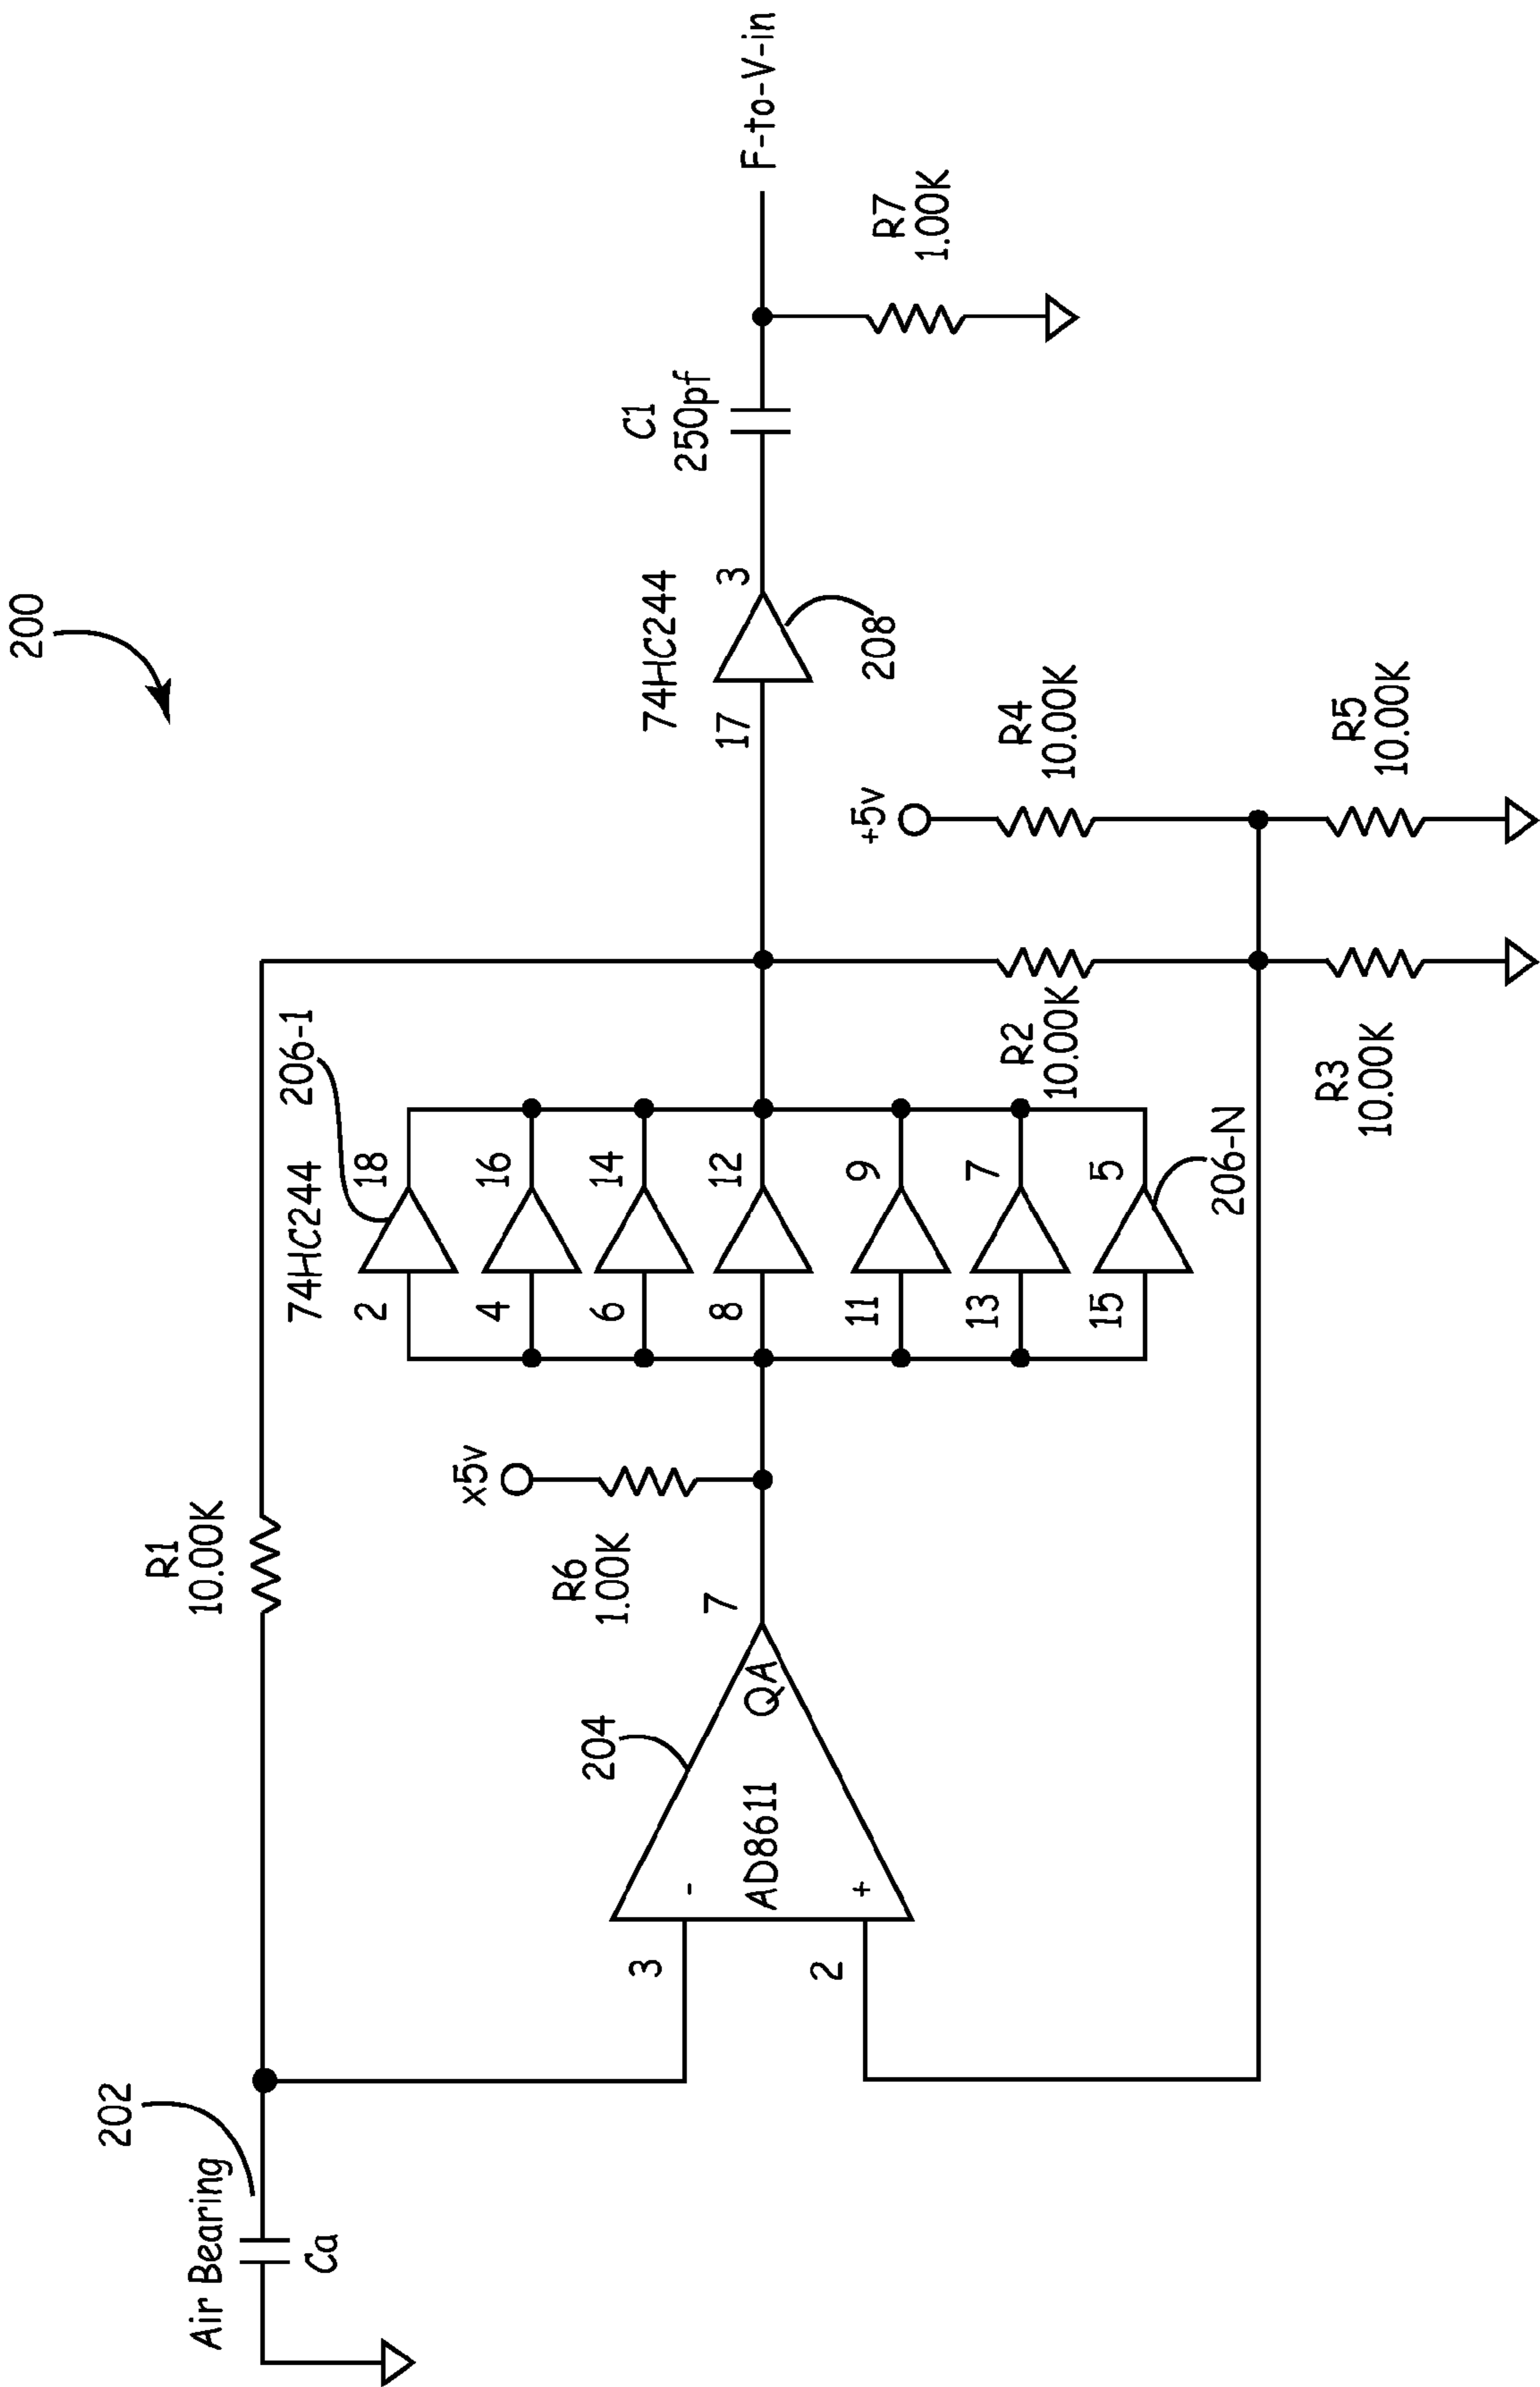 200
Air Bearing
202
Ca
R1
10.00K
3
2
-
+
AD8611
QA
204
7
x5v
R6
1.00K
74HC244
206-1
2
18
4
16
6
14
8
12
11
9
13
7
15
5
206-N
R2
10.00K
R3
10.00K
+5v
R4
10.00K
R5
10.00K
74HC244
17
3
208
C1
250pf
R7
1.00K
F-to-V-in